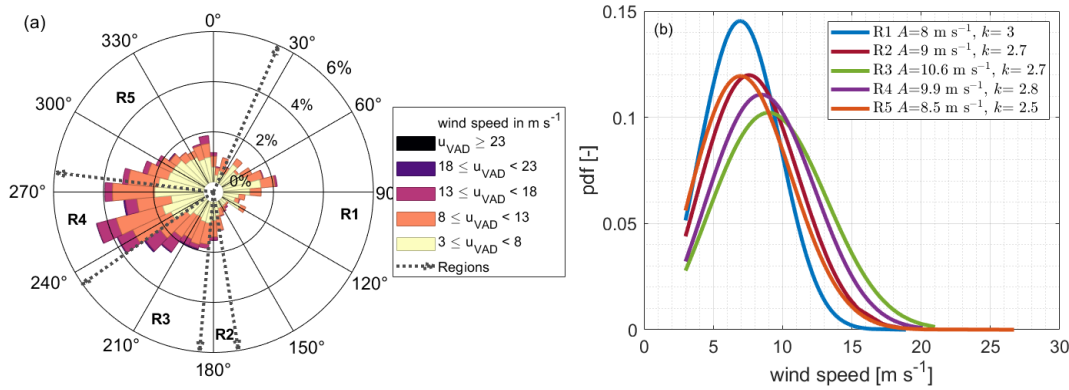 (a)
0°
30°
60°
90°
120°
150°
180°
210°
240°
270°
300°
330°
6%
4%
2%
0%
R5
R4
R3
R2
R1
wind speed in m s⁻¹
u_VAD ≥ 23
18 ≤ u_VAD < 23
13 ≤ u_VAD < 18
8 ≤ u_VAD < 13
3 ≤ u_VAD < 8
Regions
(b)
R1 A=8 m s⁻¹, k= 3
R2 A=9 m s⁻¹, k= 2.7
R3 A=10.6 m s⁻¹, k= 2.7
R4 A=9.9 m s⁻¹, k= 2.8
R5 A=8.5 m s⁻¹, k= 2.5
pdf [-]
0.15
0.1
0.05
0
0 5 10 15 20 25 30
wind speed [m s⁻¹]